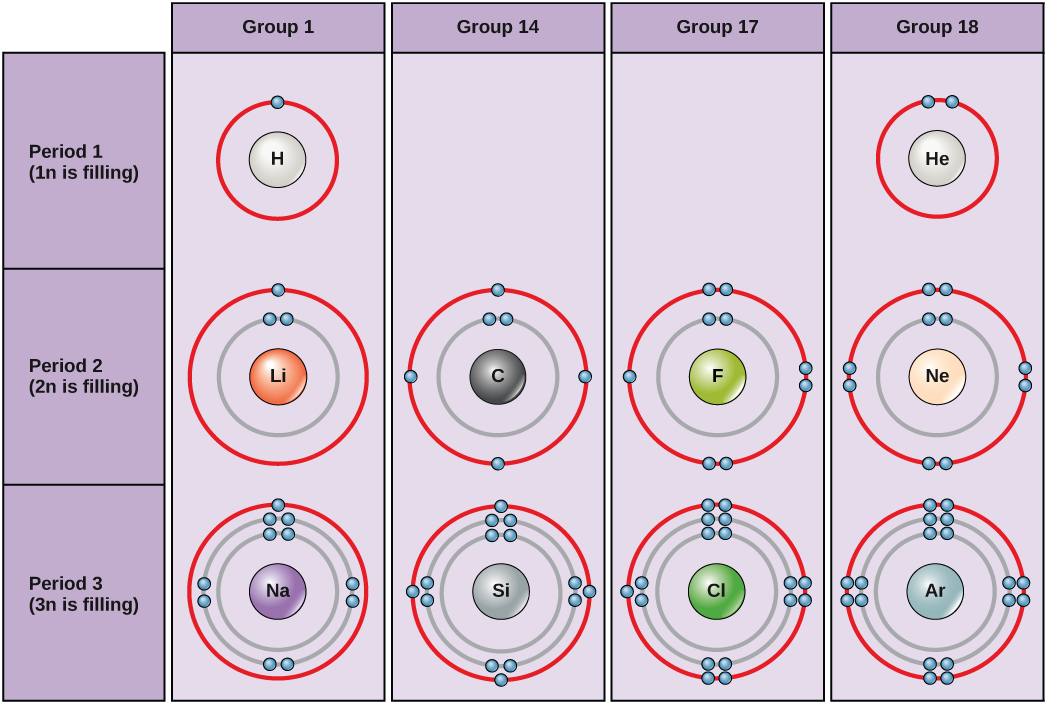 Group 1
Group 14
Group 17
Group 18
Period 1
(1n is filling)
H
He
Period 2
(2n is filling)
Li
C
F
Ne
Period 3
(3n is filling)
Na
Si
Cl
Ar